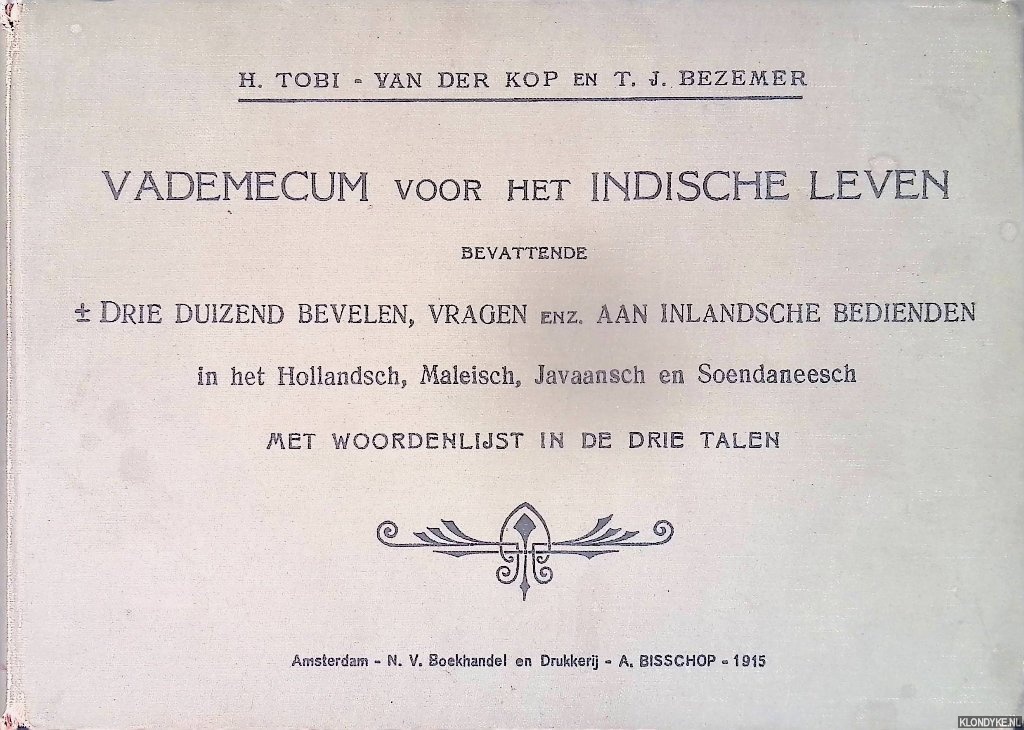 H. TOBI - VAN DER KOP EN T. J. BEZEMER
VADEMECUM VOOR HET INDISCHE LEVEN
BEVATTENDE
± DRIE DUIZEND BEVELEN, VRAGEN ENZ. AAN INLANDSCHE BEDIENDEN
in het Hollandsch, Maleisch, Javaansch en Soendaneesch
MET WOORDENLIJST IN DE DRIE TALEN
Amsterdam - N. V. Boekhandel en Drukkerij - A. BISSCHOP - 1915
KLONDYKE.NL